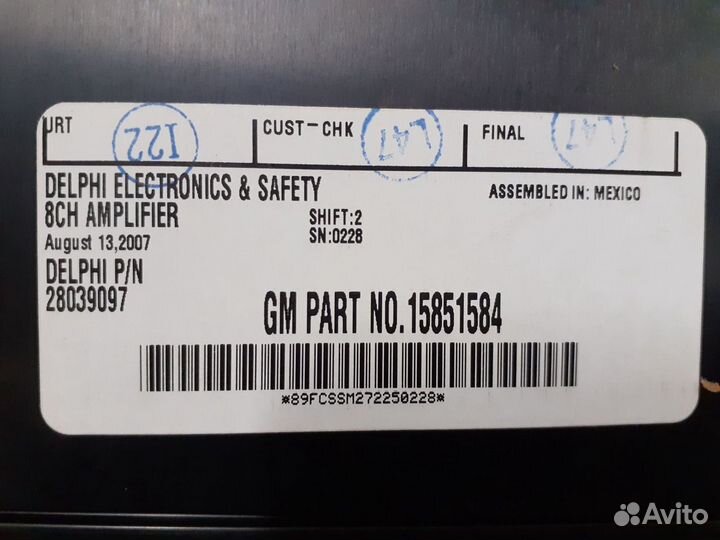 URT CUST-CHK FINAL
I22 LA7 LA7
DELPHI ELECTRONICS & SAFETY
ASSEMBLED IN: MEXICO
8CH AMPLIFIER
SHIFT:2
August 13,2007
SN:0228
DELPHI P/N
28039097
GM PART NO.15851584
*89FCSSM272250228*
Avito